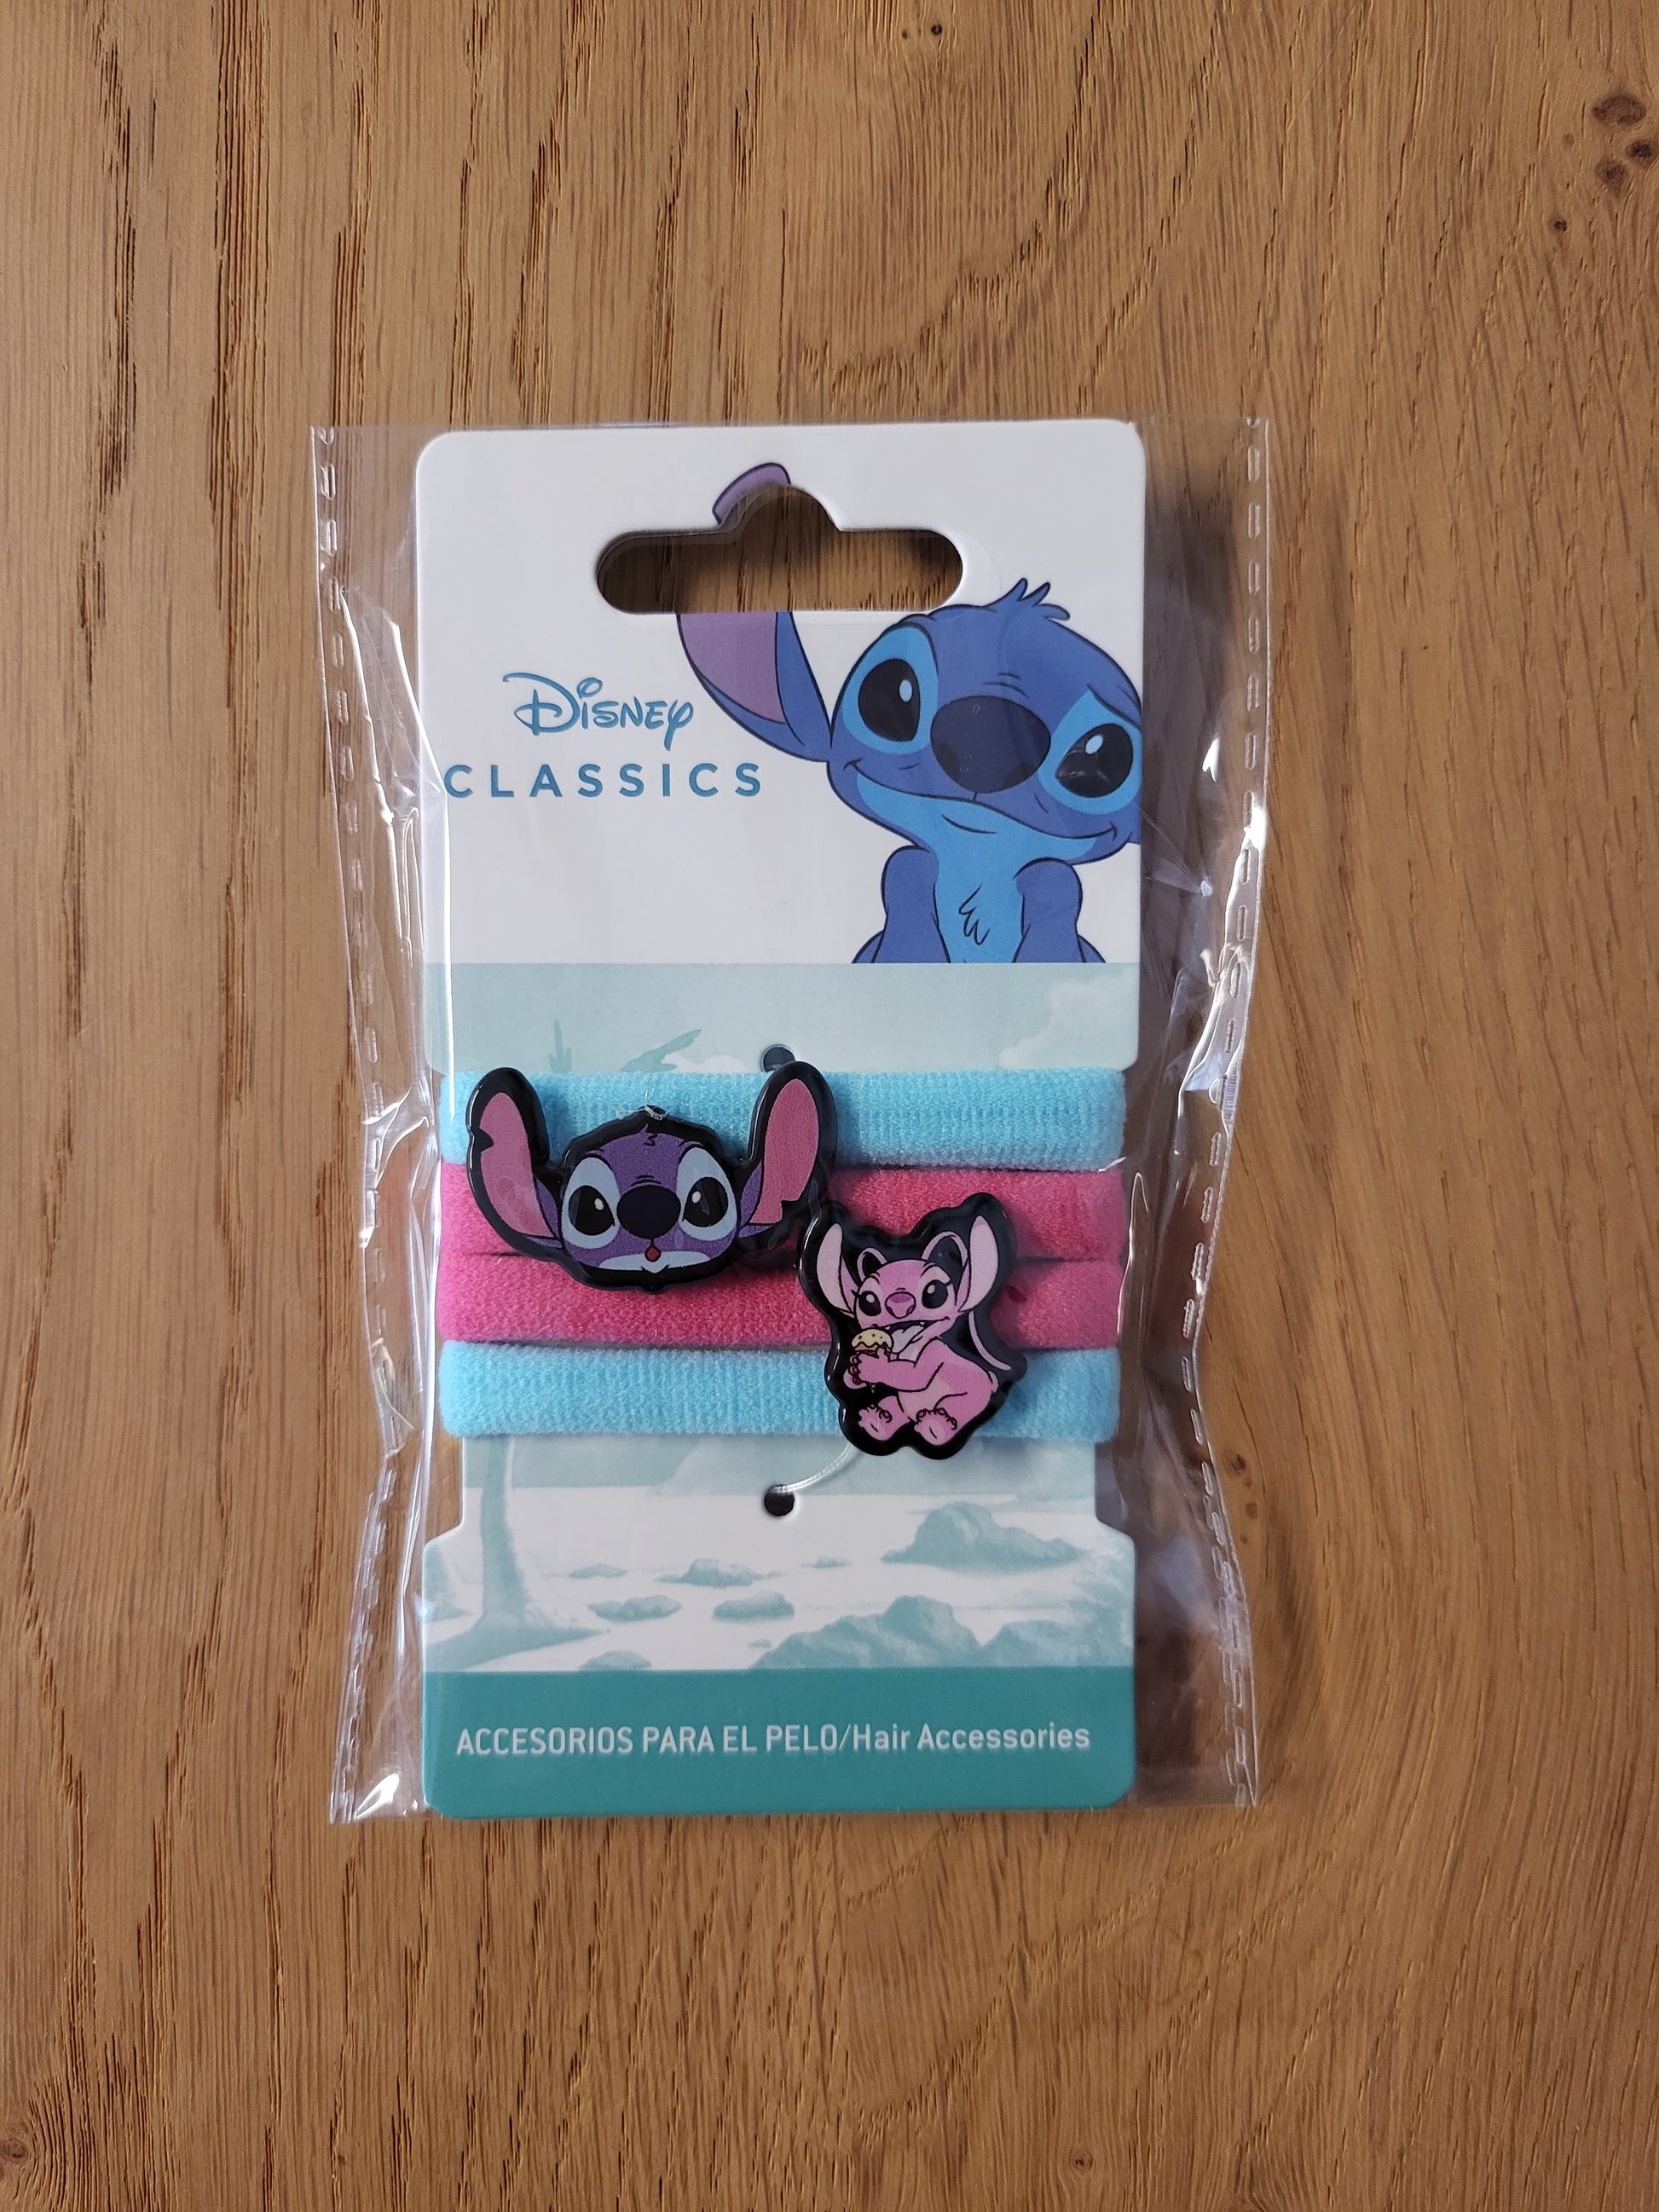 Disney
CLASSICS
ACCESORIOS PARA EL PELO/Hair Accessories